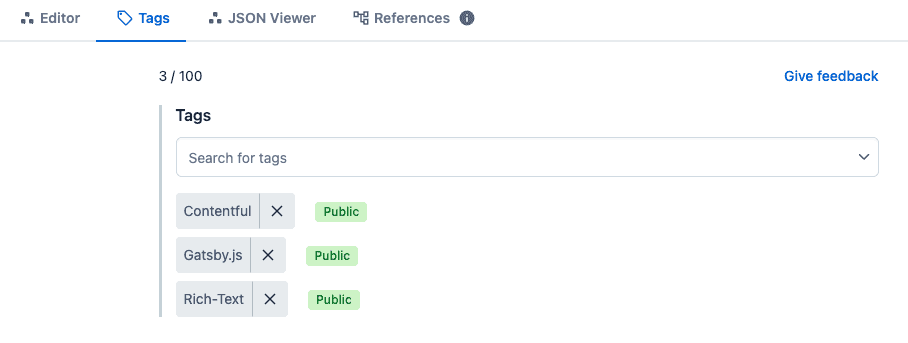 Editor Tags JSON Viewer References
3 / 100 Give feedback
Tags
Search for tags
Contentful Public
Gatsby.js Public
Rich-Text Public